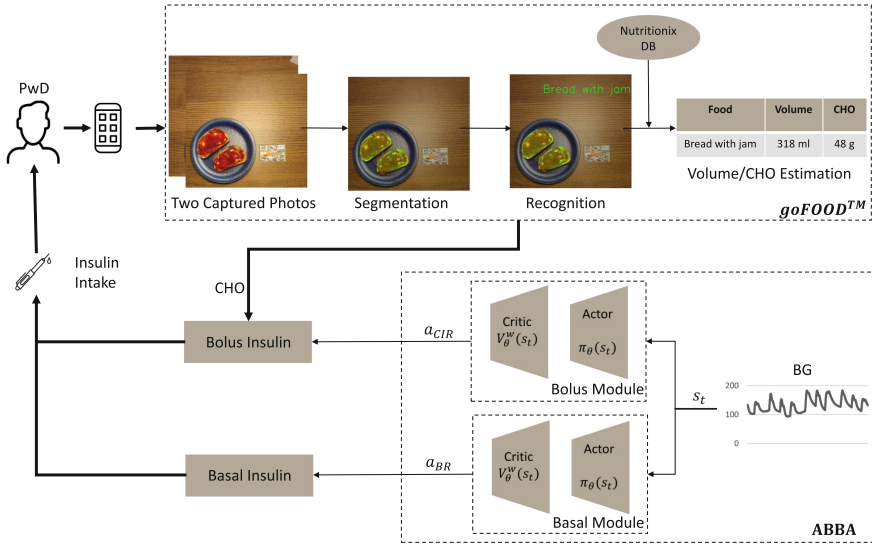 Nutritionix
DB
PwD
Bread with jam
Food Volume CHO
Bread with jam 318 ml 48 g
Two Captured Photos
Segmentation
Recognition
Volume/CHO Estimation
goFOOD™
Insulin
Intake
CHO
Bolus Insulin
a_CIR
Critic
V_θ^w(s_t)
Actor
π_θ(s_t)
Bolus Module
s_t
BG
200
100
0
Basal Insulin
a_BR
Critic
V_θ^w(s_t)
Actor
π_θ(s_t)
Basal Module
ABBA